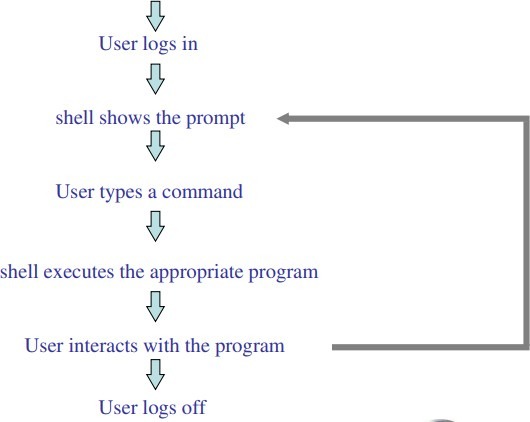 User logs in
shell shows the prompt
User types a command
shell executes the appropriate program
User interacts with the program
User logs off